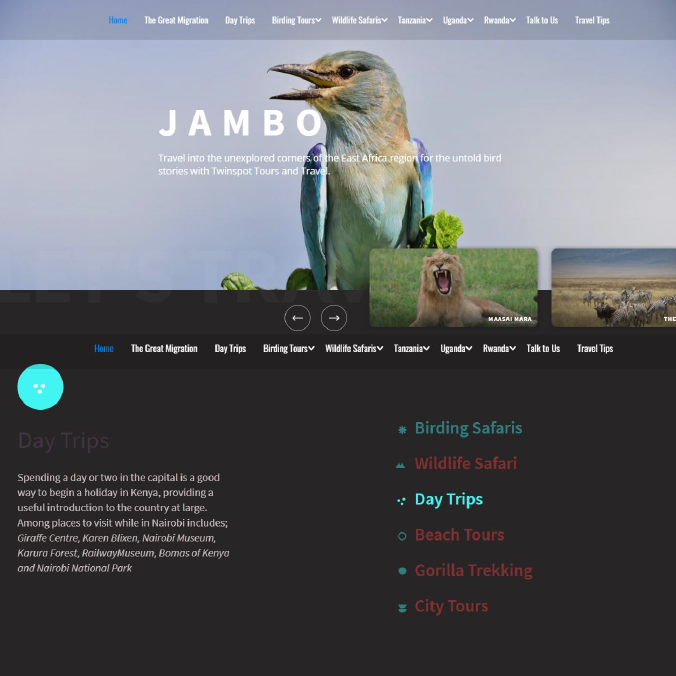 Home The Great Migration Day Trips Birding Tours Wildlife Safaris Tanzania Uganda Rwanda Talk to Us Travel Tips
JAMBO
Travel into the unexplored corners of the East Africa region for the untold bird
stories with Twinspot Tours and Travel.
LET'S TRAV
MAASAI MARA
THE
Home The Great Migration Day Trips Birding Tours Wildlife Safaris Tanzania Uganda Rwanda Talk to Us Travel Tips
Day Trips
Spending a day or two in the capital is a good
way to begin a holiday in Kenya, providing a
useful introduction to the country at large.
Among places to visit while in Nairobi includes;
Giraffe Centre, Karen Blixen, Nairobi Museum,
Karura Forest, RailwayMuseum, Bomas of Kenya
and Nairobi National Park
Birding Safaris
Wildlife Safari
Day Trips
Beach Tours
Gorilla Trekking
City Tours